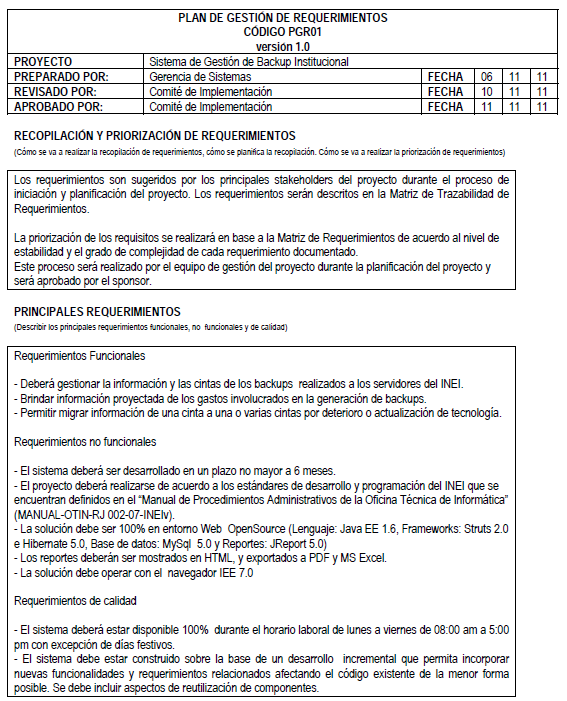 PLAN DE GESTIÓN DE REQUERIMIENTOS
CÓDIGO PGR01
versión 1.0
PROYECTO Sistema de Gestión de Backup Institucional
PREPARADO POR: Gerencia de Sistemas FECHA 06 11 11
REVISADO POR: Comité de Implementación FECHA 10 11 11
APROBADO POR: Comité de Implementación FECHA 11 11 11
RECOPILACIÓN Y PRIORIZACIÓN DE REQUERIMIENTOS
(Cómo se va a realizar la recopilación de requerimientos, cómo se planifica la recopilación. Cómo se va a realizar la priorización de requerimientos)
Los requerimientos son sugeridos por los principales stakeholders del proyecto durante el proceso de
iniciación y planificación del proyecto. Los requerimientos serán descritos en la Matriz de Trazabilidad de
Requerimientos.
La priorización de los requisitos se realizará en base a la Matriz de Requerimientos de acuerdo al nivel de
estabilidad y el grado de complejidad de cada requerimiento documentado.
Este proceso será realizado por el equipo de gestión del proyecto durante la planificación del proyecto y
será aprobado por el sponsor.
PRINCIPALES REQUERIMIENTOS
(Describir los principales requerimientos funcionales, no funcionales y de calidad)
Requerimientos Funcionales
- Deberá gestionar la información y las cintas de los backups realizados a los servidores del INEI.
- Brindar información proyectada de los gastos involucrados en la generación de backups.
- Permitir migrar información de una cinta a una o varias cintas por deterioro o actualización de tecnología.
Requerimientos no funcionales
- El sistema deberá ser desarrollado en un plazo no mayor a 6 meses.
- El proyecto deberá realizarse de acuerdo a los estándares de desarrollo y programación del INEI que se
encuentran definidos en el “Manual de Procedimientos Administrativos de la Oficina Técnica de Informática”
(MANUAL-OTIN-RJ 002-07-INEIv).
- La solución debe ser 100% en entorno Web OpenSource (Lenguaje: Java EE 1.6, Frameworks: Struts 2.0
e Hibernate 5.0, Base de datos: MySql 5.0 y Reportes: JReport 5.0)
- Los reportes deberán ser mostrados en HTML, y exportados a PDF y MS Excel.
- La solución debe operar con el navegador IEE 7.0
Requerimientos de calidad
- El sistema deberá estar disponible 100% durante el horario laboral de lunes a viernes de 08:00 am a 5:00
pm con excepción de días festivos.
- El sistema debe estar construido sobre la base de un desarrollo incremental que permita incorporar
nuevas funcionalidades y requerimientos relacionados afectando el código existente de la menor forma
posible. Se debe incluir aspectos de reutilización de componentes.